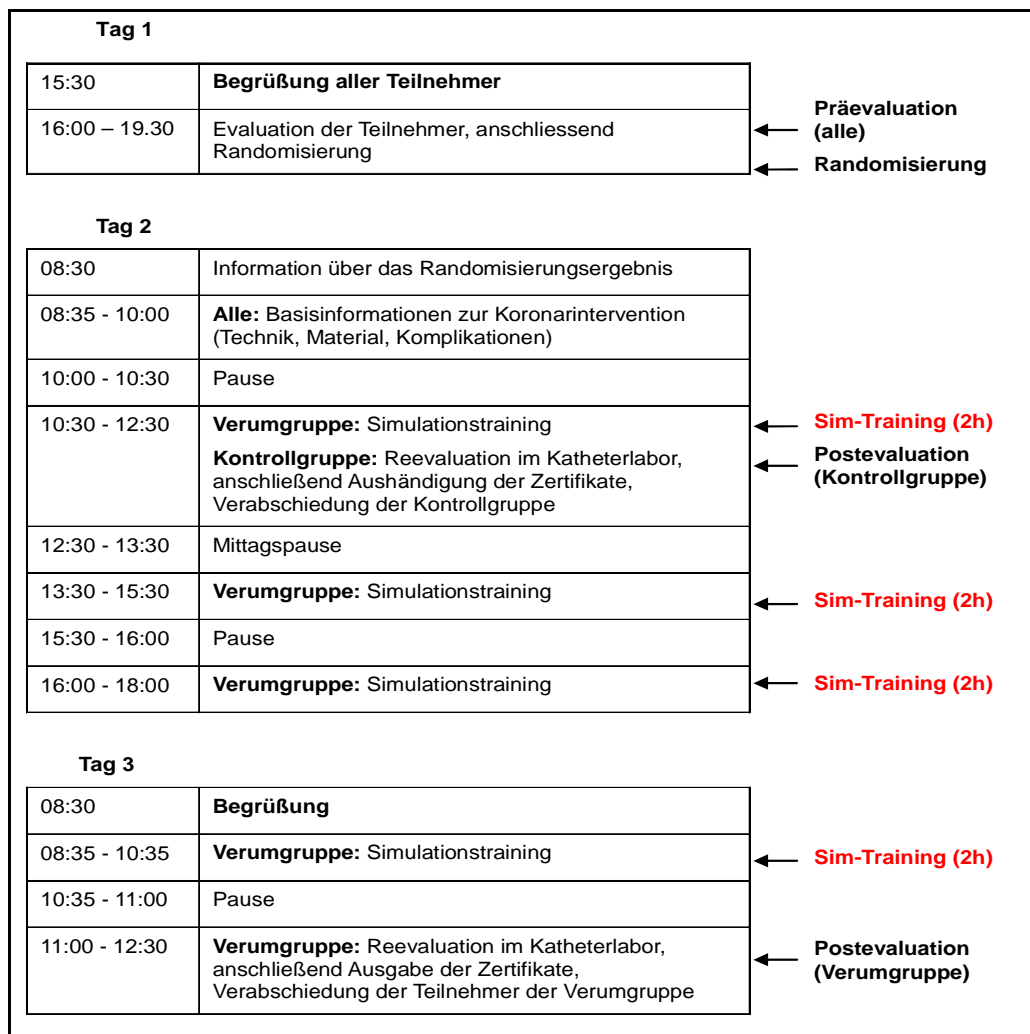 Tag 1
15:30 Begrüßung aller Teilnehmer
16:00 – 19.30 Evaluation der Teilnehmer, anschliessend
Randomisierung
Präevaluation
(alle)
Randomisierung
Tag 2
08:30 Information über das Randomisierungsergebnis
08:35 - 10:00 Alle: Basisinformationen zur Koronarintervention
(Technik, Material, Komplikationen)
10:00 - 10:30 Pause
10:30 - 12:30 Verumgruppe: Simulationstraining
Sim-Training (2h)
Kontrollgruppe: Reevaluation im Katheterlabor,
anschließend Aushändigung der Zertifikate,
Verabschiedung der Kontrollgruppe
Postevaluation
(Kontrollgruppe)
12:30 - 13:30 Mittagspause
13:30 - 15:30 Verumgruppe: Simulationstraining
Sim-Training (2h)
15:30 - 16:00 Pause
16:00 - 18:00 Verumgruppe: Simulationstraining
Sim-Training (2h)
Tag 3
08:30 Begrüßung
08:35 - 10:35 Verumgruppe: Simulationstraining
Sim-Training (2h)
10:35 - 11:00 Pause
11:00 - 12:30 Verumgruppe: Reevaluation im Katheterlabor,
anschließend Ausgabe der Zertifikate,
Verabschiedung der Teilnehmer der Verumgruppe
Postevaluation
(Verumgruppe)